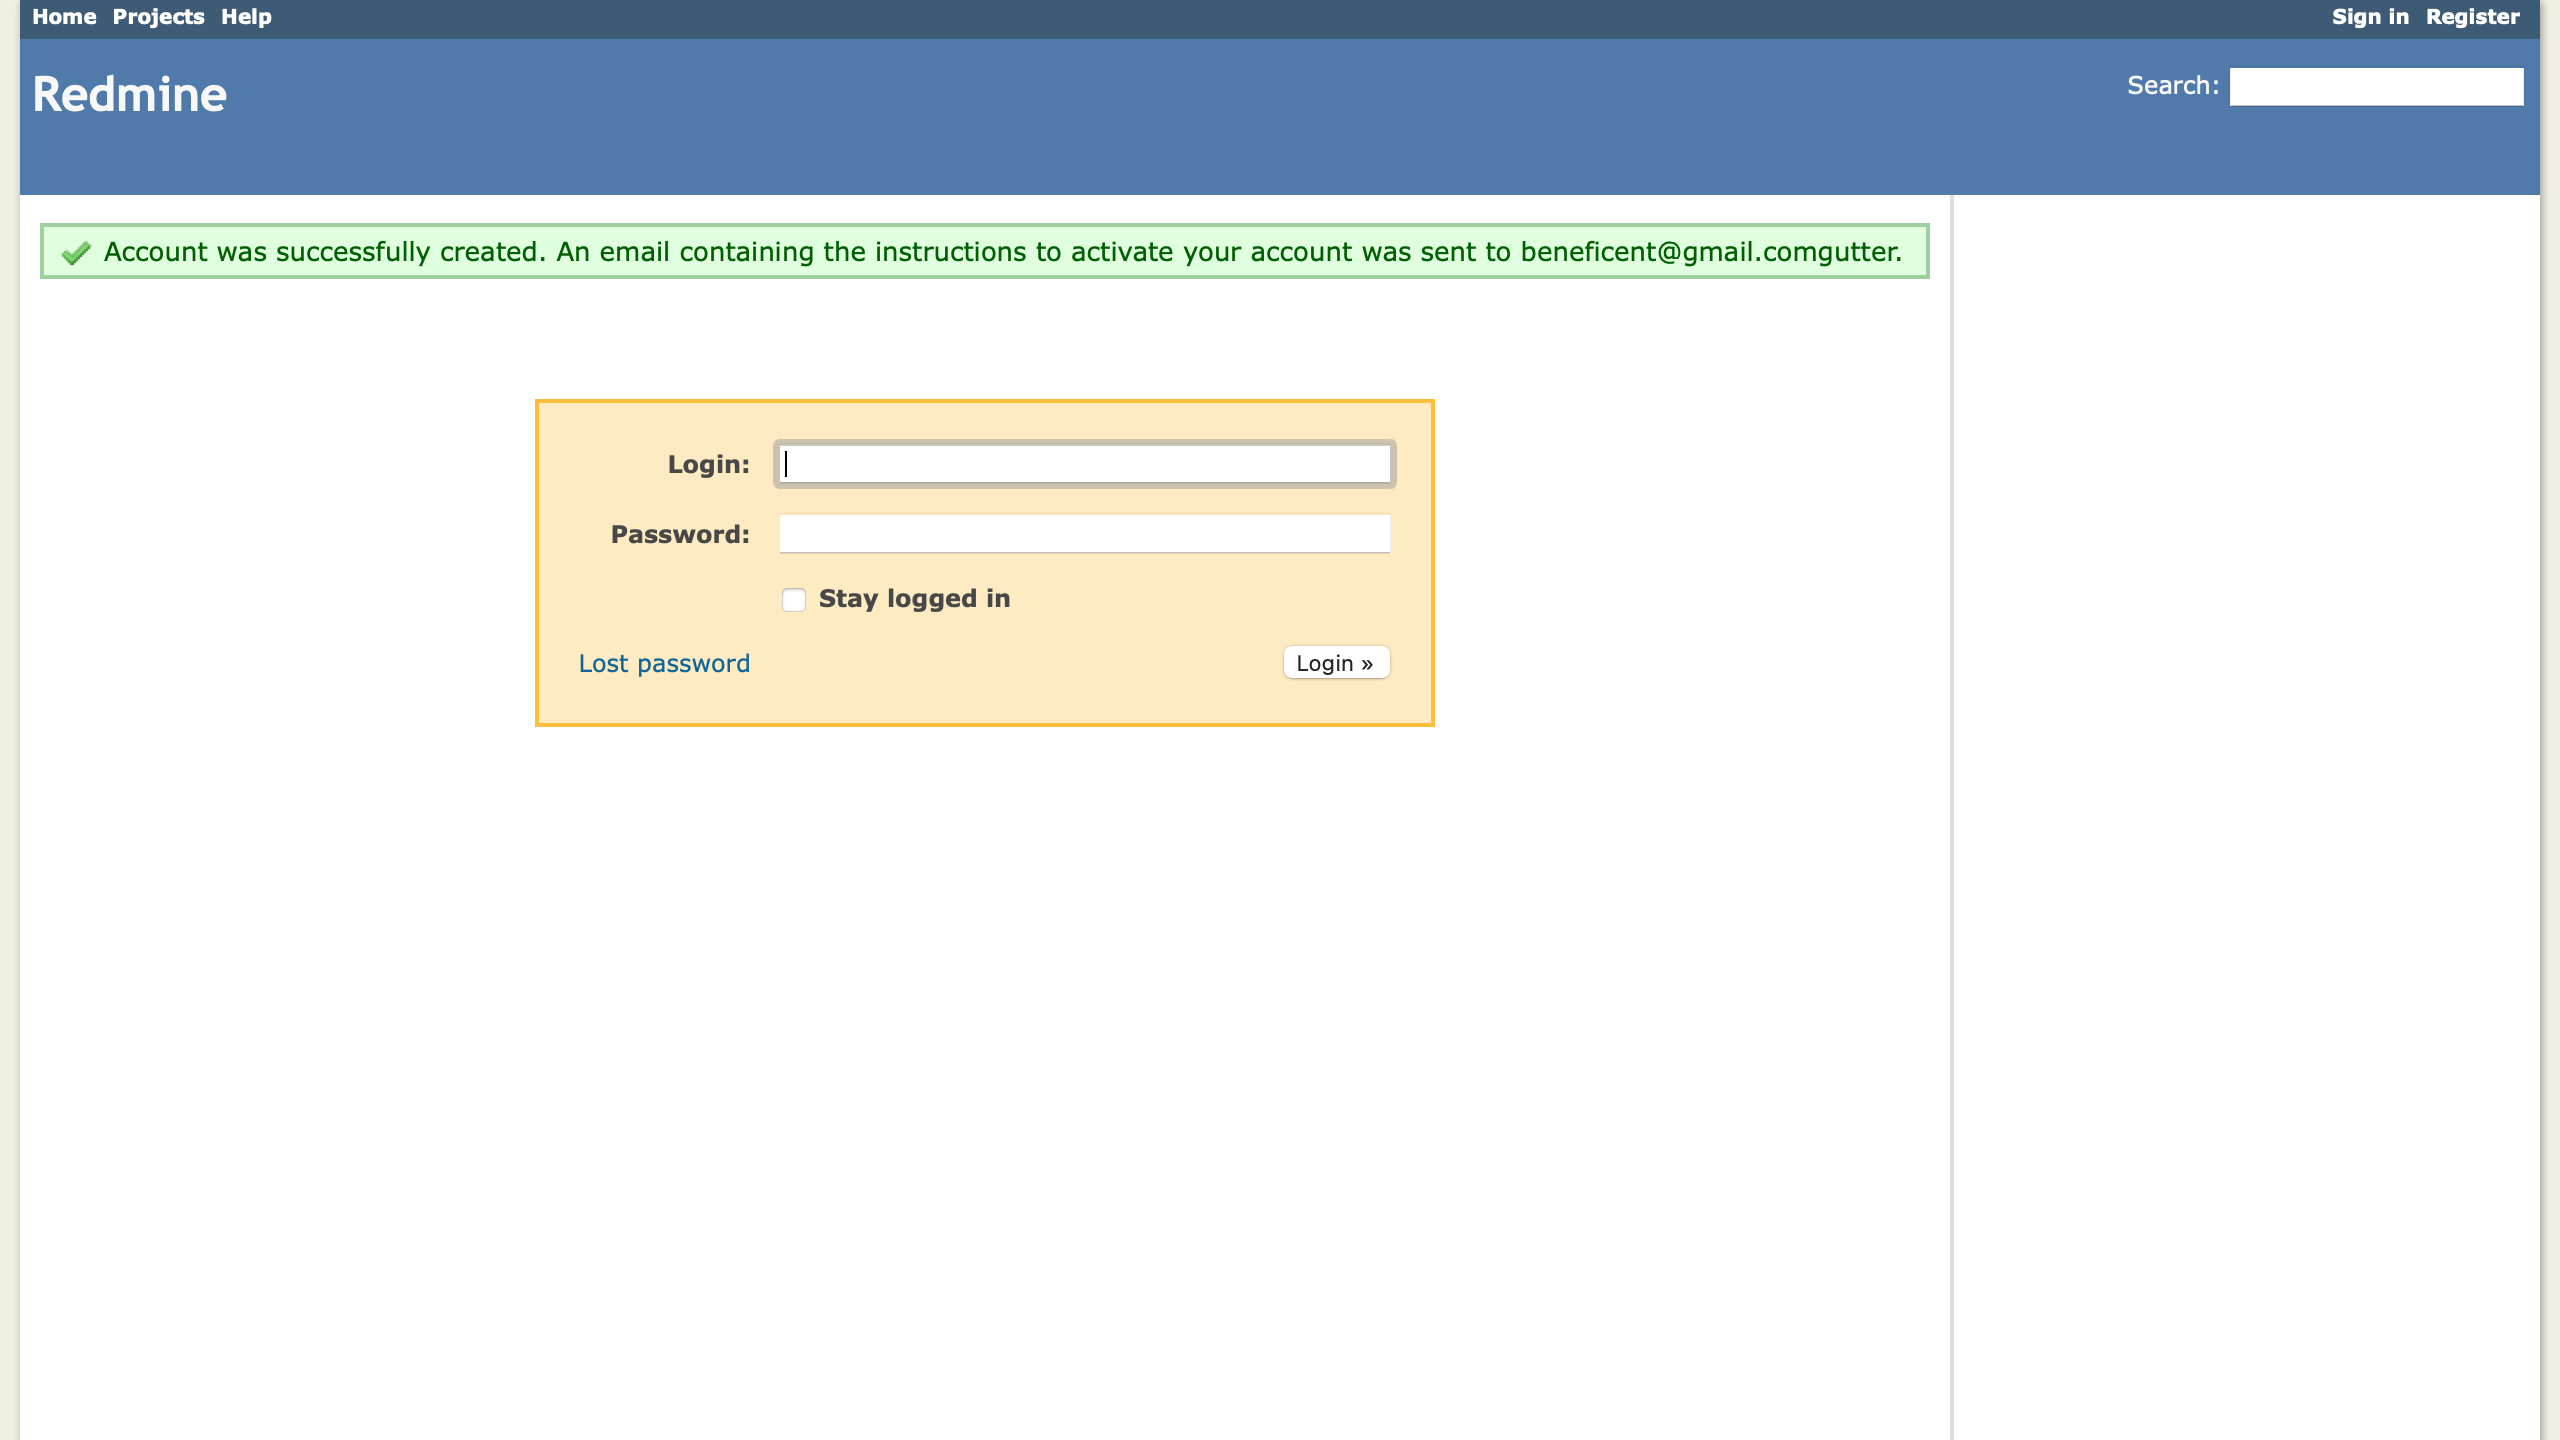 Home Projects Help Sign in Register
Redmine
Search:
Account was successfully created. An email containing the instructions to activate your account was sent to beneficent@gmail.comgutter.
Login:
Password:
Stay logged in
Lost password
Login »